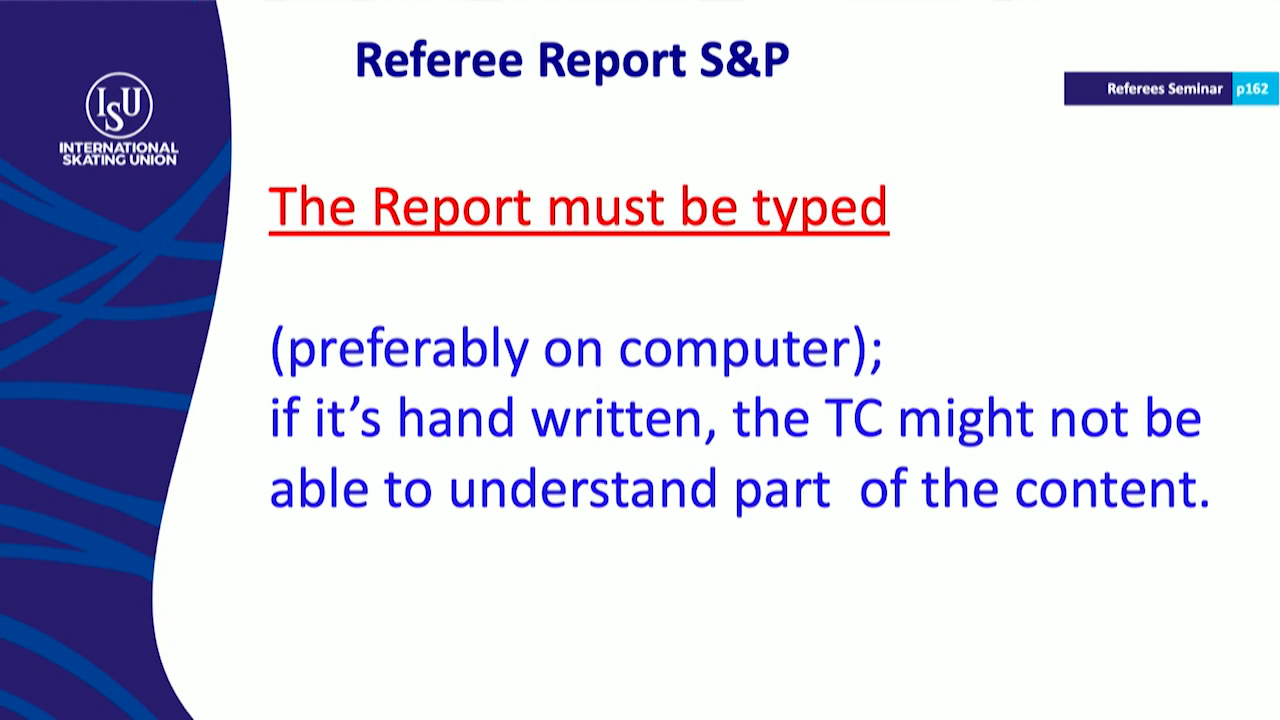 Referee Report S&P
Referees Seminar p162
ISU
INTERNATIONAL
SKATING UNION
The Report must be typed
(preferably on computer);
if it’s hand written, the TC might not be
able to understand part  of the content.